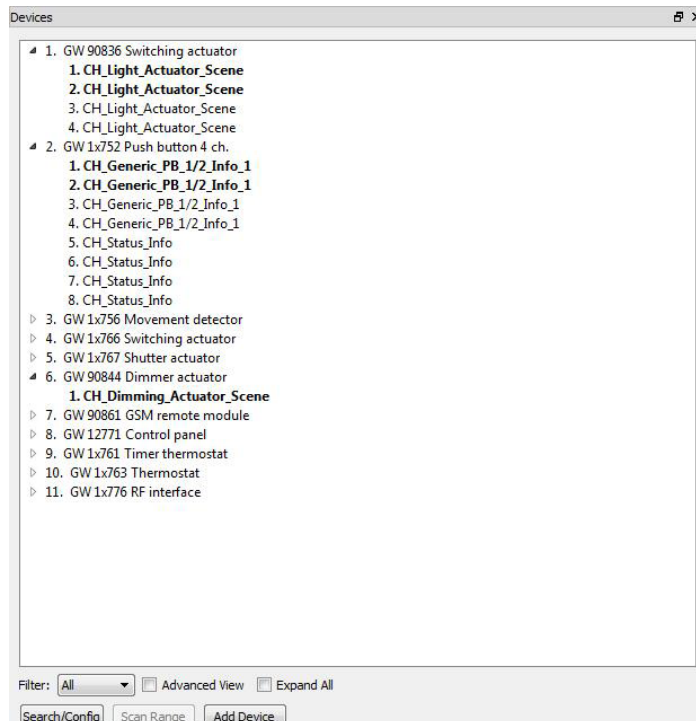 Devices
1. GW 90836 Switching actuator
1. CH_Light_Actuator_Scene
2. CH_Light_Actuator_Scene
3. CH_Light_Actuator_Scene
4. CH_Light_Actuator_Scene
2. GW 1x752 Push button 4 ch.
1. CH_Generic_PB_1/2_Info_1
2. CH_Generic_PB_1/2_Info_1
3. CH_Generic_PB_1/2_Info_1
4. CH_Generic_PB_1/2_Info_1
5. CH_Status_Info
6. CH_Status_Info
7. CH_Status_Info
8. CH_Status_Info
3. GW 1x756 Movement detector
4. GW 1x766 Switching actuator
5. GW 1x767 Shutter actuator
6. GW 90844 Dimmer actuator
1. CH_Dimming_Actuator_Scene
7. GW 90861 GSM remote module
8. GW 12771 Control panel
9. GW 1x761 Timer thermostat
10. GW 1x763 Thermostat
11. GW 1x776 RF interface
Filter: All Advanced View Expand All
Search/Config Scan Range Add Device